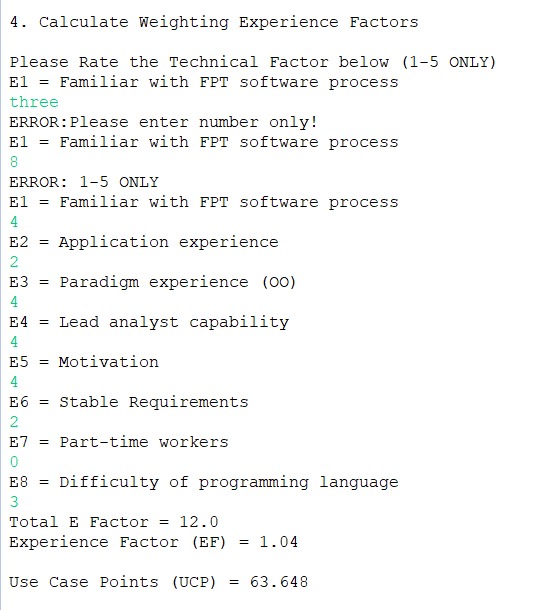 4. Calculate Weighting Experience Factors
Please Rate the Technical Factor below (1-5 ONLY)
E1 = Familiar with FPT software process
three
ERROR:Please enter number only!
E1 = Familiar with FPT software process
8
ERROR: 1-5 ONLY
E1 = Familiar with FPT software process
4
E2 = Application experience
2
E3 = Paradigm experience (OO)
4
E4 = Lead analyst capability
4
E5 = Motivation
4
E6 = Stable Requirements
2
E7 = Part-time workers
0
E8 = Difficulty of programming language
3
Total E Factor = 12.0
Experience Factor (EF) = 1.04
Use Case Points (UCP) = 63.648